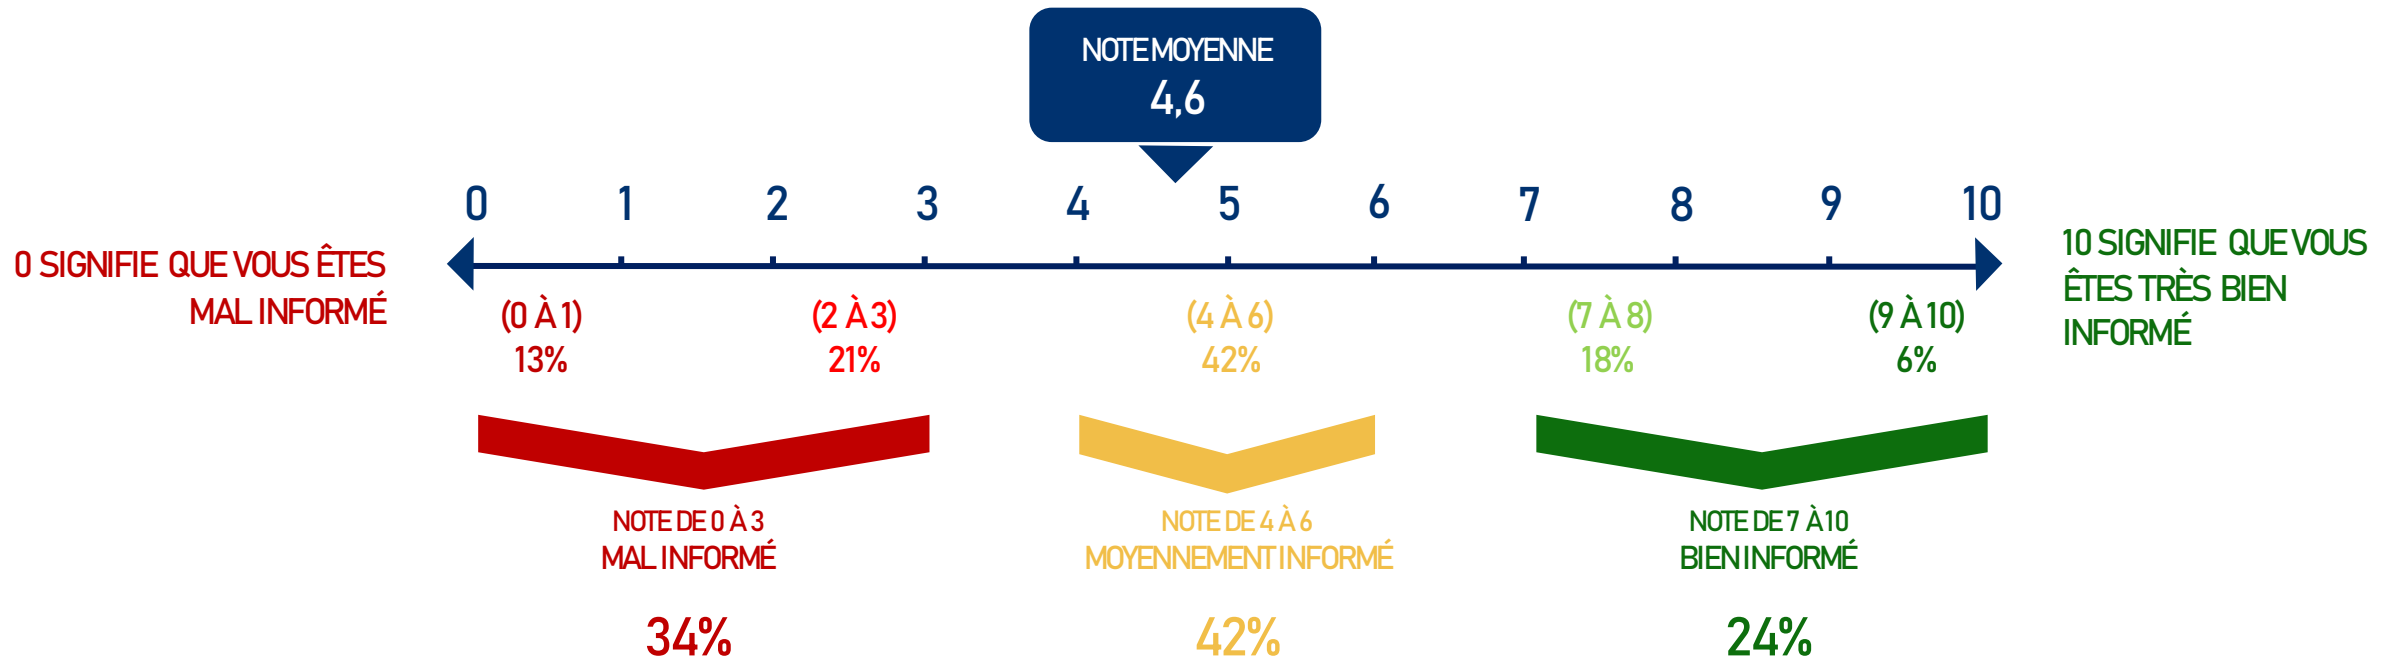 NOTE MOYENNE
4,6
0 1 2 3 4 5 6 7 8 9 10
0 SIGNIFIE QUE VOUS ÊTES
MAL INFORMÉ
10 SIGNIFIE QUE VOUS
ÊTES TRÈS BIEN
INFORMÉ
(0 À 1) (2 À 3) (4 À 6) (7 À 8) (9 À 10)
13% 21% 42% 18% 6%
NOTE DE 0 À 3
MAL INFORMÉ
34%
NOTE DE 4 À 6
MOYENNEMENT INFORMÉ
42%
NOTE DE 7 À 10
BIEN INFORMÉ
24%